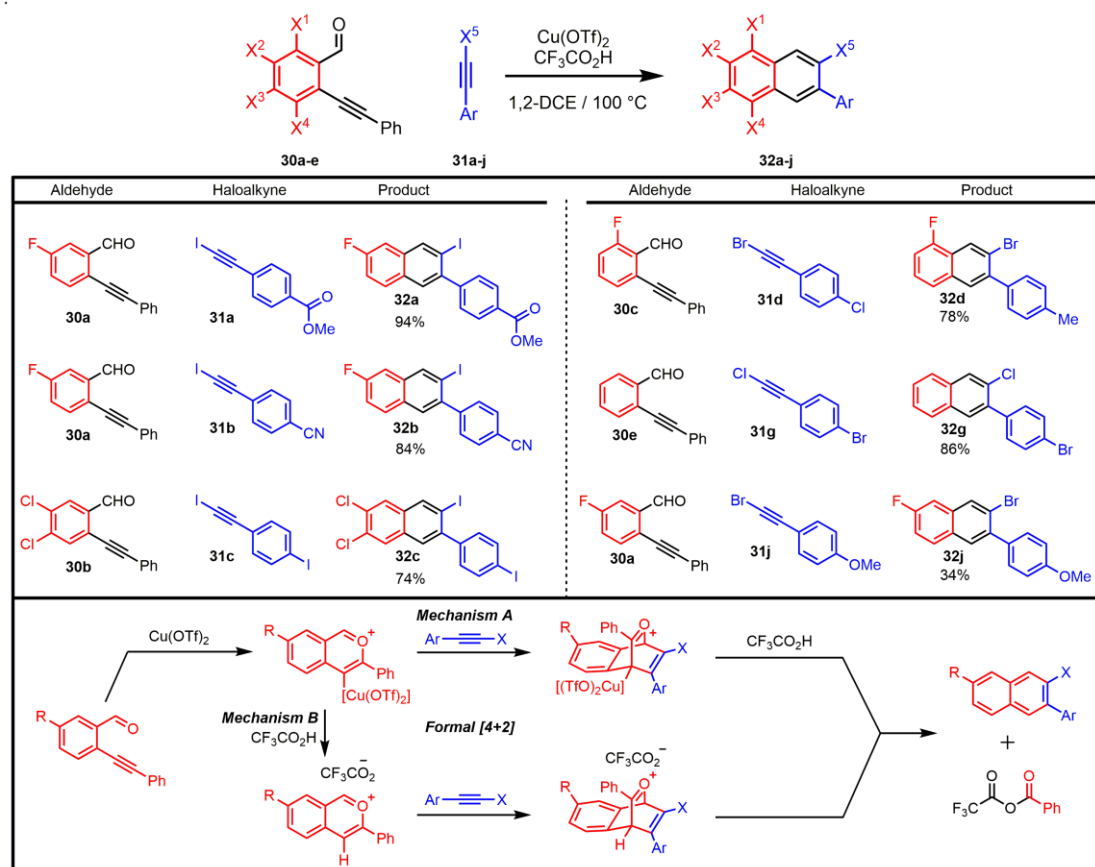 .
X1
O
X2
X3
X4
Ph
X5
Ar
Cu(OTf)2
CF3CO2H
1,2-DCE / 100 °C
X1
X2
X3
X4
X5
Ar
30a-e
31a-j
32a-j
Aldehyde Haloalkyne Product Aldehyde Haloalkyne Product
F
CHO
Ph
30a
I
31a
O
OMe
F
I
32a
94%
O
OMe
F
CHO
Ph
30c
Br
31d
Cl
F
Br
32d
78%
Me
F
CHO
Ph
30a
I
31b
CN
F
I
32b
84%
CN
CHO
Ph
30e
Cl
31g
Br
Cl
32g
86%
Br
Cl
Cl
CHO
Ph
30b
I
31c
I
Cl
Cl
I
32c
74%
I
F
CHO
Ph
30a
Br
31j
OMe
F
Br
32j
34%
OMe
Cu(OTf)2
R
O
Ph
R
O+
Ph
[Cu(OTf)2]
Mechanism A
Ar X
R
Ph
O
+
X
Ar
[(TfO)2Cu]
CF3CO2H
Mechanism B
CF3CO2H
Formal [4+2]
CF3CO2−
R
O+
Ph
H
Ar X
CF3CO2−
R
Ph
O
+
X
H Ar
R
X
Ar
+
O O
F3C O Ph